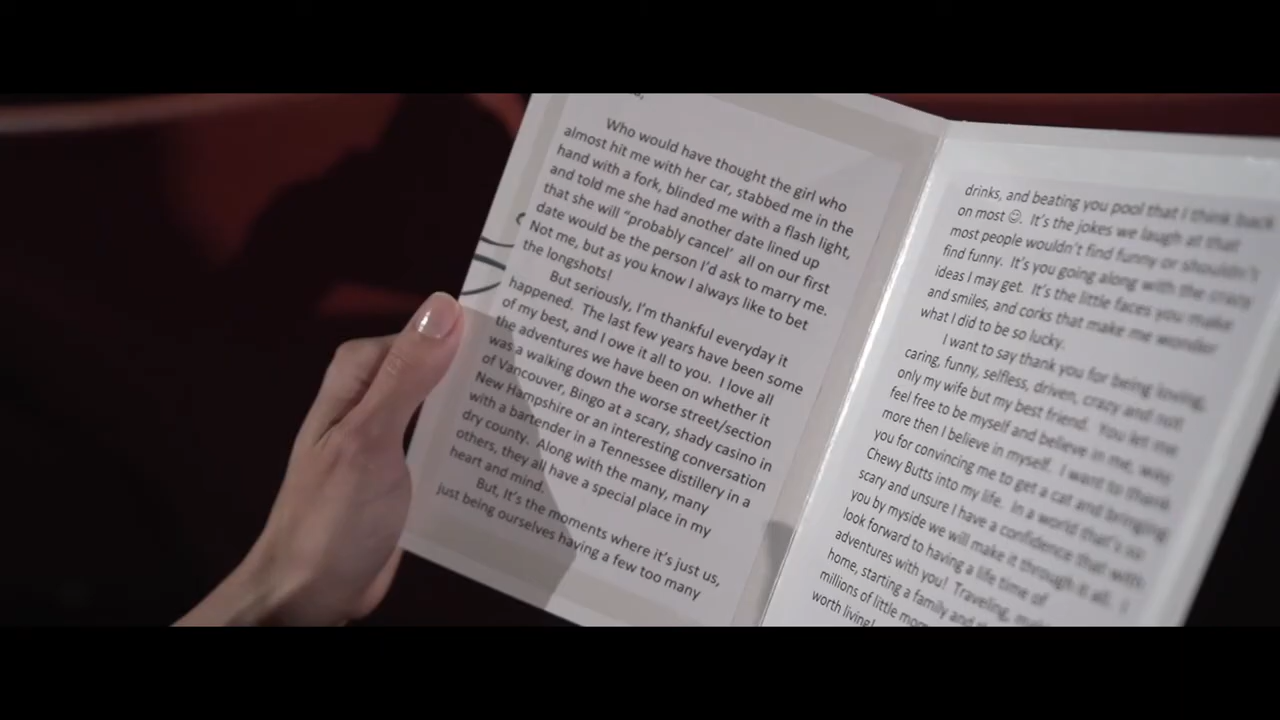 Who would have thought the girl who
almost hit me with her car, stabbed me in the
hand with a fork, blinded me with a flash light,
and told me she had another date lined up
that she will "probably cancel" all on our first
date would be the person I'd ask to marry me.
Not me, but as you know I always like to bet
the longshots!
But seriously, I'm thankful everyday it
happened. The last few years have been some
of my best, and I owe it all to you. I love all
the adventures we have been on whether it
was a walking down the worse street/section
of Vancouver, Bingo at a scary, shady casino in
New Hampshire or an interesting conversation
with a bartender in a Tennessee distillery in a
dry county. Along with the many, many
others, they all have a special place in my
heart and mind.
But, It's the moments where it's just us,
just being ourselves having a few too many
drinks, and beating you pool that I think back
on most ☺. It's the jokes we laugh at that
most people wouldn't find funny or shouldn't
find funny. It's you going along with the crazy
ideas I may get. It's the little faces you make
and smiles, and corks that make me wonder
what I did to be so lucky.
I want to say thank you for being loving,
caring, funny, selfless, driven, crazy and not
only my wife but my best friend. You let me
feel free to be myself and believe in me, way
more then I believe in myself. I want to thank
you for convincing me to get a cat and bringing
Chewy Butts into my life. In a world that's so
scary and unsure I have a confidence that with
you by myside we will make it through it all. I
look forward to having a life time of
adventures with you! Traveling,
home, starting a family and
millions of little
worth living!